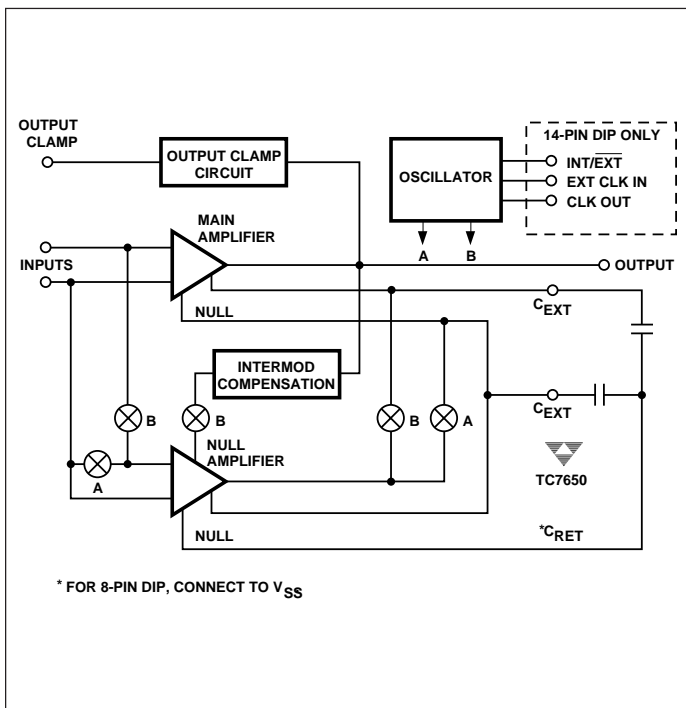 OUTPUT
CLAMP
OUTPUT CLAMP
CIRCUIT
OSCILLATOR
14-PIN DIP ONLY
INT/EXT
EXT CLK IN
CLK OUT
A
B
MAIN
AMPLIFIER
INPUTS
OUTPUT
NULL
CEXT
INTERMOD
COMPENSATION
B
B
B
A
CEXT
A
NULL
AMPLIFIER
TC7650
NULL
*CRET
* FOR 8-PIN DIP, CONNECT TO VSS